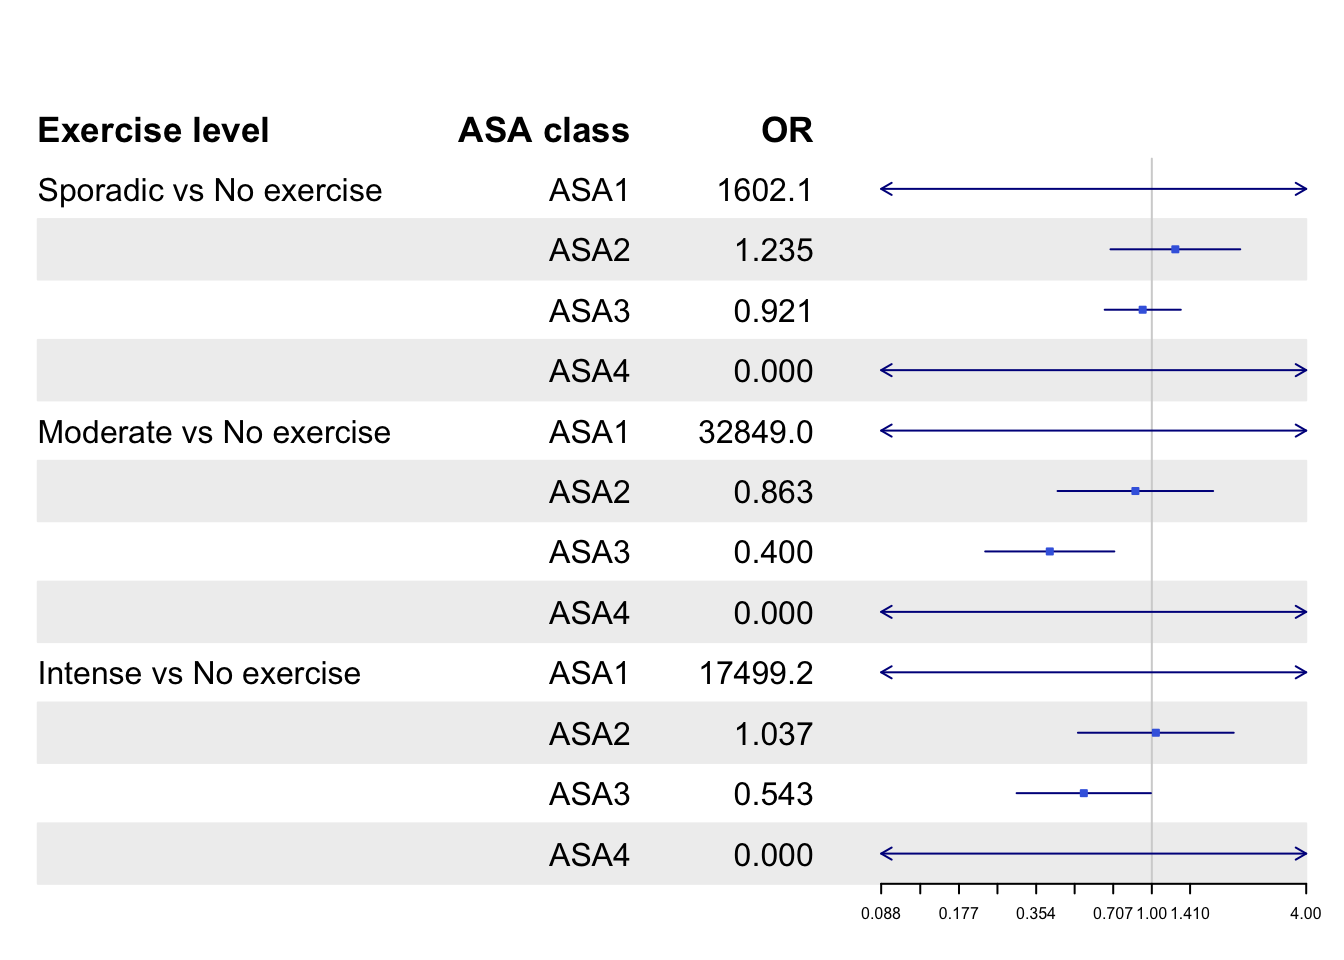 Exercise level ASA class OR
Sporadic vs No exercise ASA1 1602.1
ASA2 1.235
ASA3 0.921
ASA4 0.000
Moderate vs No exercise ASA1 32849.0
ASA2 0.863
ASA3 0.400
ASA4 0.000
Intense vs No exercise ASA1 17499.2
ASA2 1.037
ASA3 0.543
ASA4 0.000
0.088 0.177 0.354 0.707 1.00 1.410 4.00